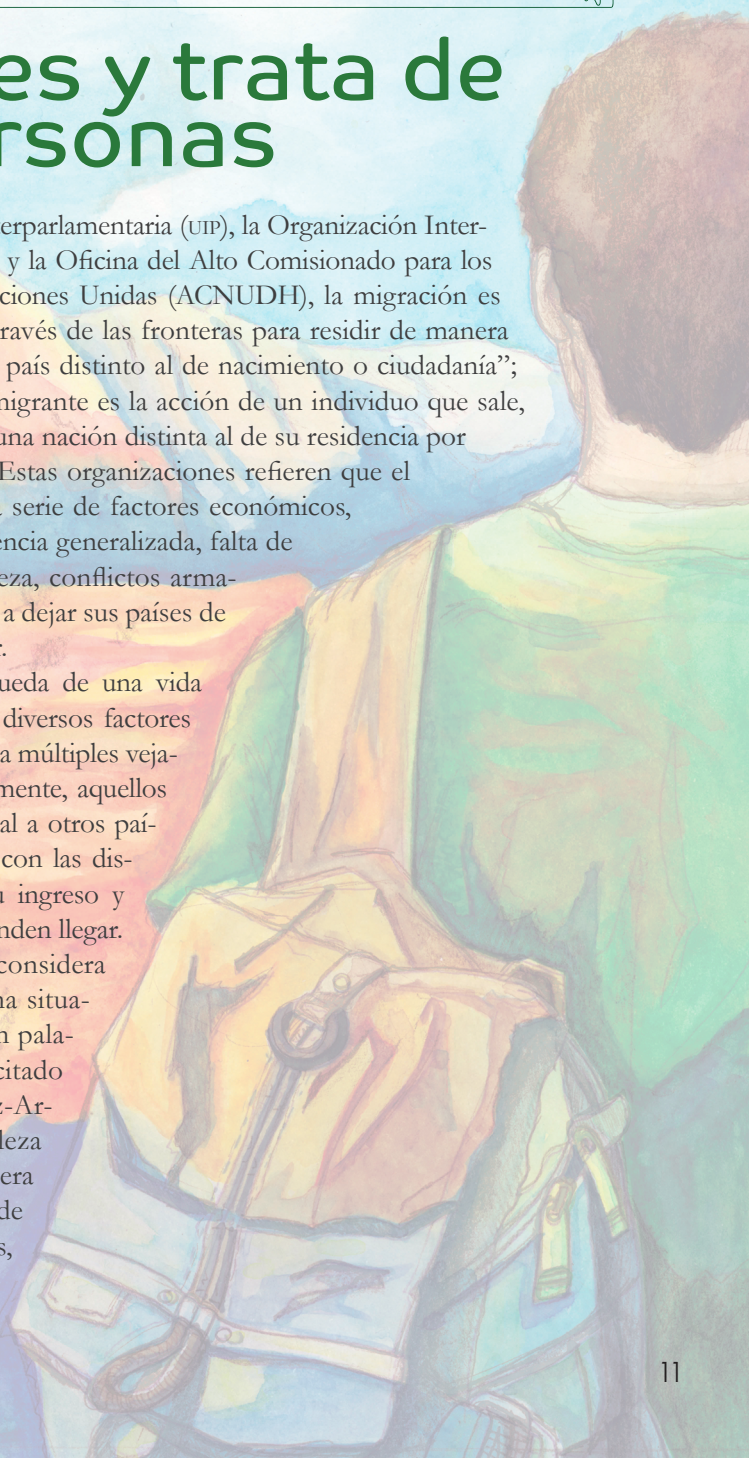 es y trata de
rsonas
erparlamentaria (UIP), la Organización Inter-
y la Oficina del Alto Comisionado para los
ciones Unidas (ACNUDH), la migración es
ravés de las fronteras para residir de manera
país distinto al de nacimiento o ciudadanía”;
nigrante es la acción de un individuo que sale,
una nación distinta al de su residencia por
Estas organizaciones refieren que el
serie de factores económicos,
encia generalizada, falta de
eza, conflictos arma-
a dejar sus países de
r.
ueda de una vida
diversos factores
a múltiples veja-
mente, aquellos
al a otros paí-
con las dis-
u ingreso y
nden llegar.
considera
na situa-
n pala-
citado
z-Ar-
leza
era
de
s,
11